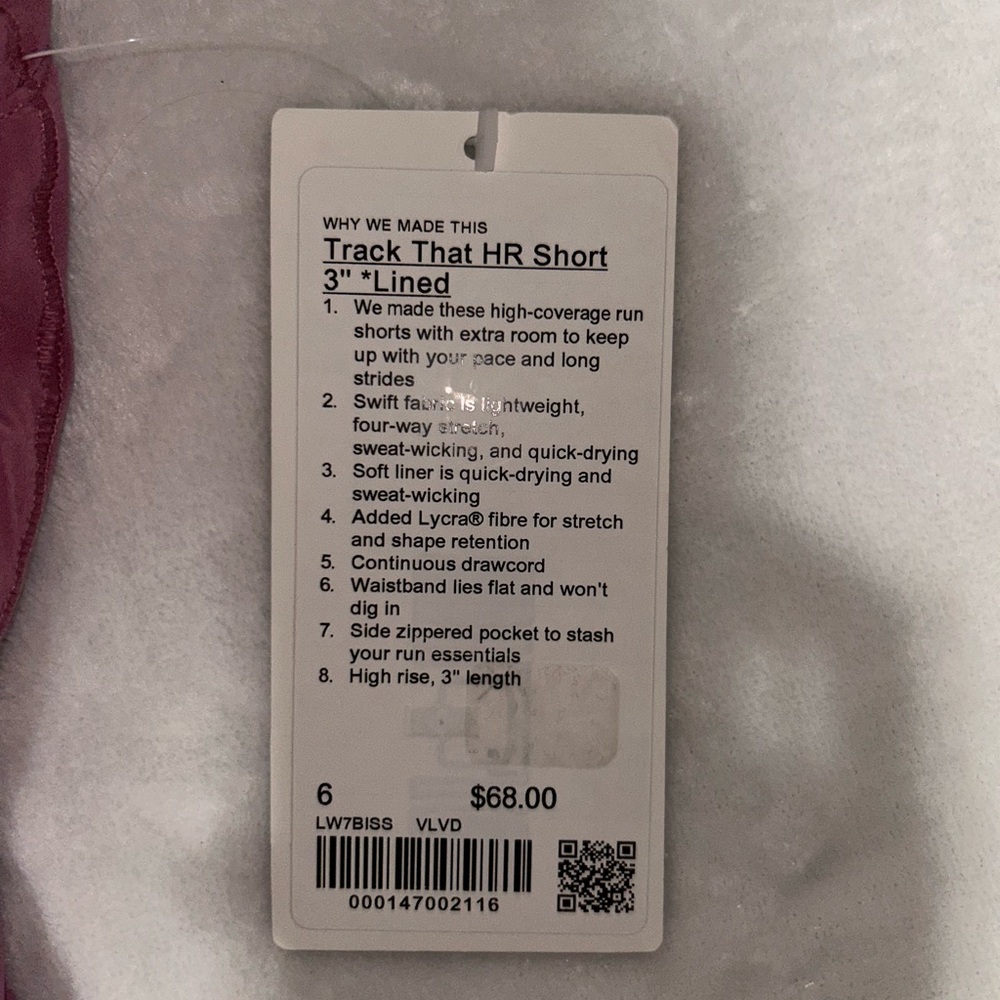 WHY WE MADE THIS
Track That HR Short
3" *Lined
1. We made these high-coverage run
shorts with extra room to keep
up with your pace and long
strides
2. Swift fabric is lightweight,
four-way stretch,
sweat-wicking, and quick-drying
3. Soft liner is quick-drying and
sweat-wicking
4. Added Lycra® fibre for stretch
and shape retention
5. Continuous drawcord
6. Waistband lies flat and won't
dig in
7. Side zippered pocket to stash
your run essentials
8. High rise, 3" length
6 $68.00
LW7BISS VLVD
000147002116